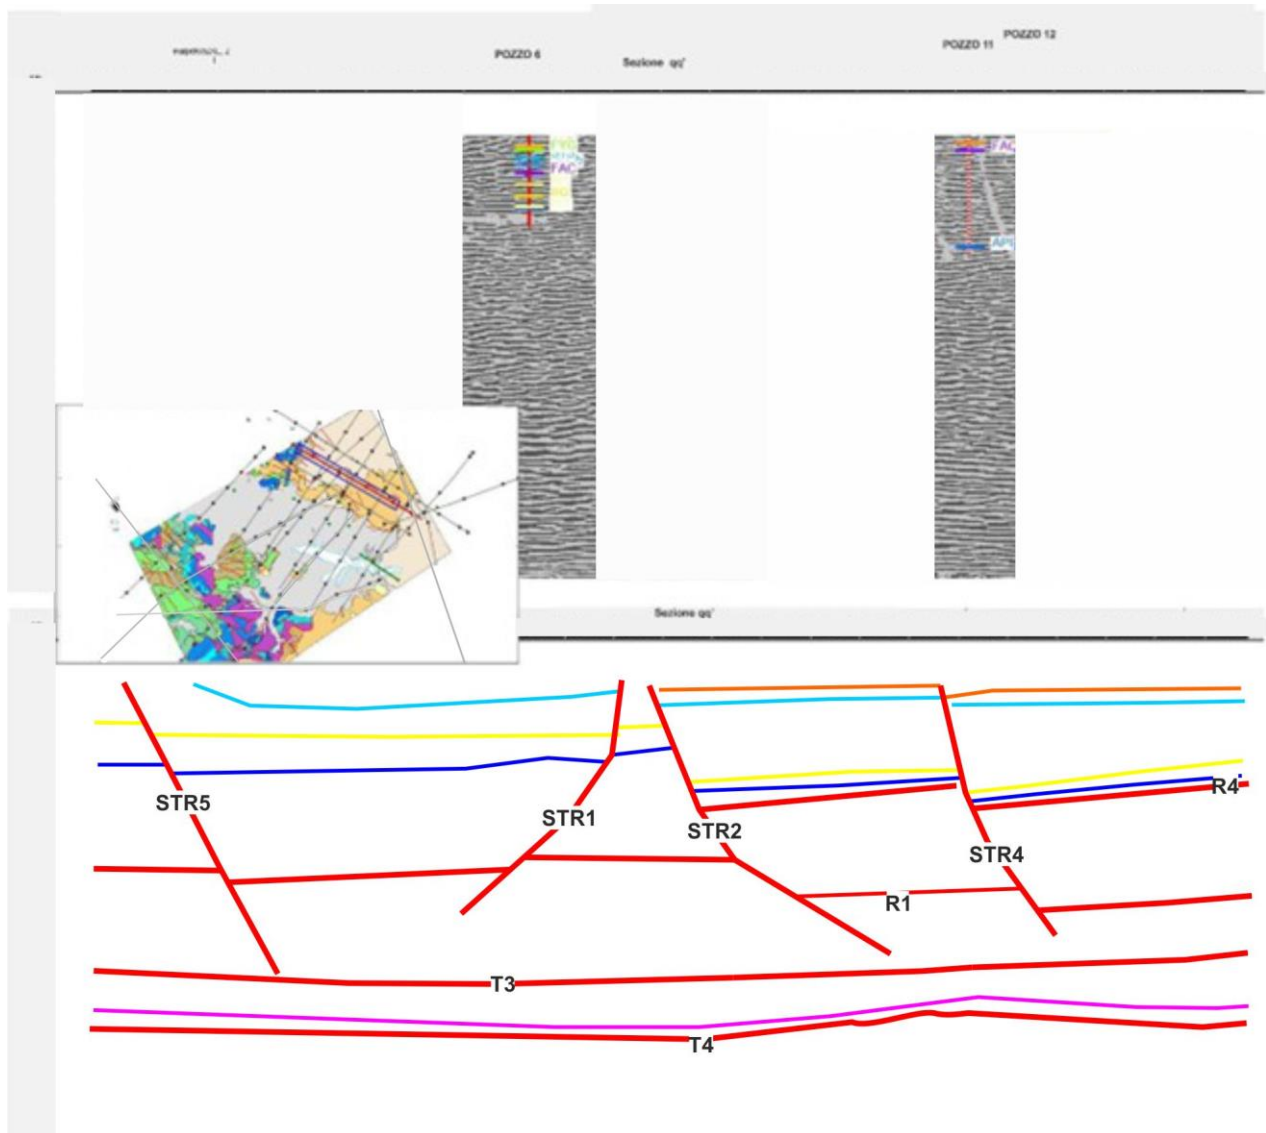 POZZO 12
POZZO 11
POZZO 6
Sezione qq'
FAC
FAC
Sezione qq'
R4
STR5
STR1
STR2
STR4
R1
T3
T4